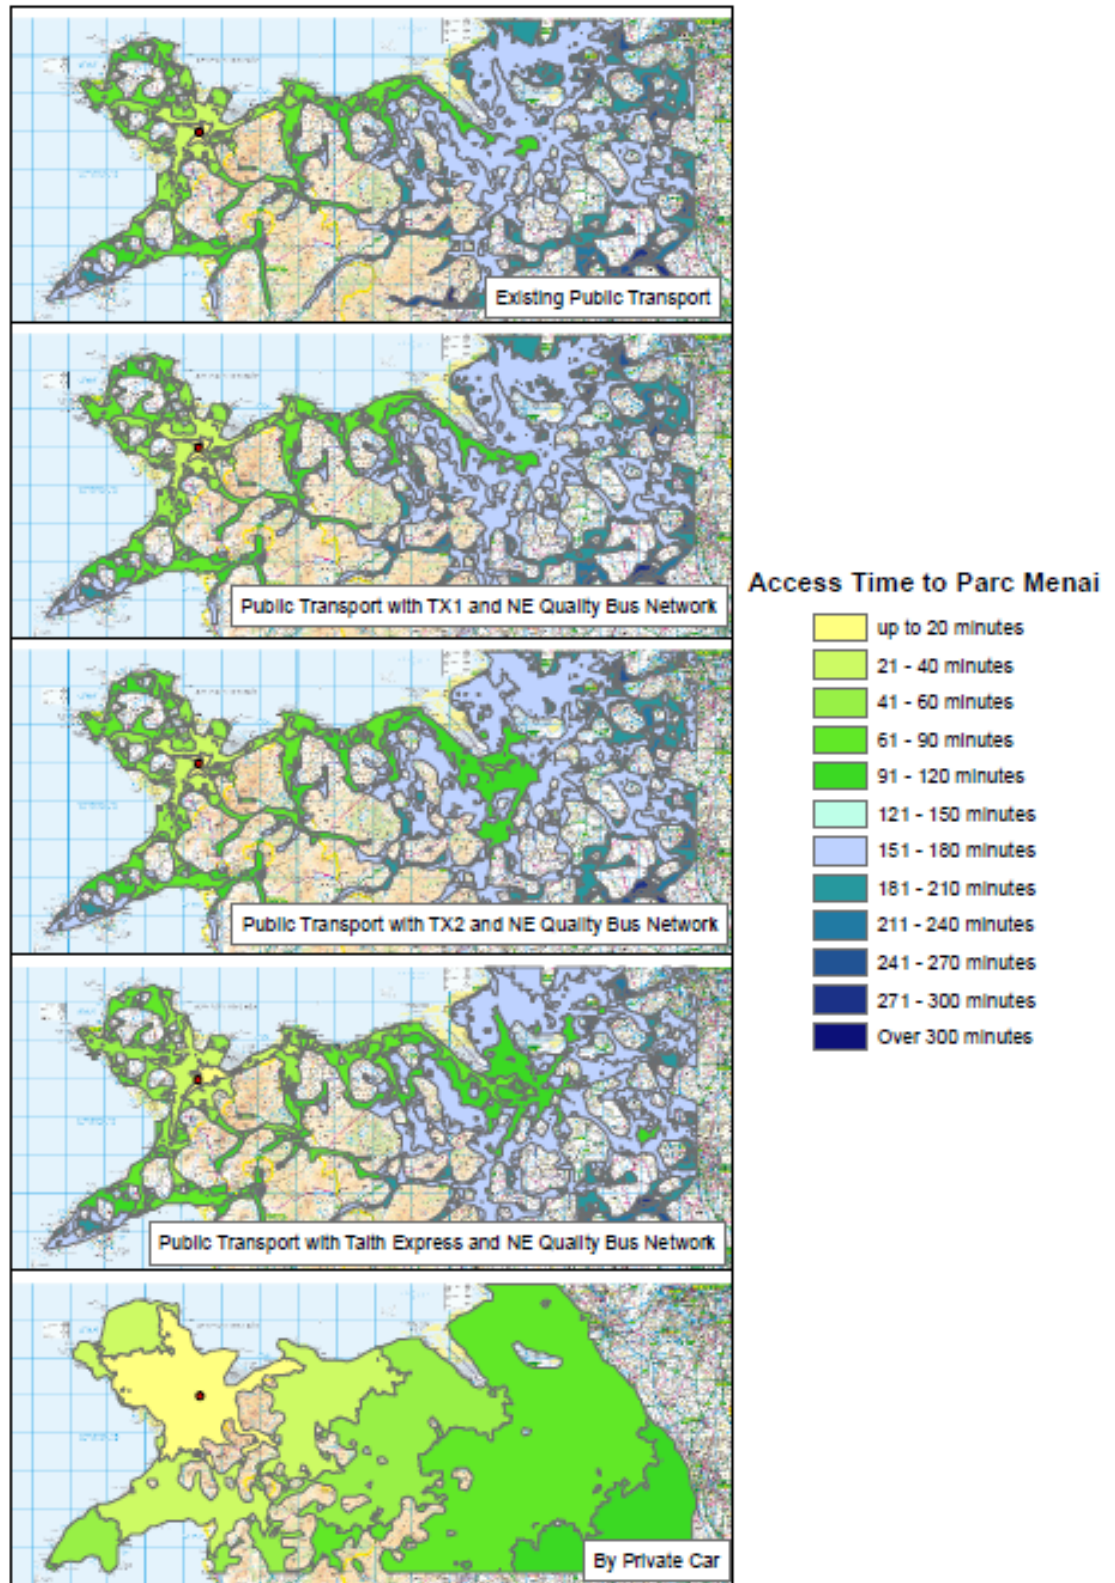 Existing Public Transport
Public Transport with TX1 and NE Quality Bus Network
Public Transport with TX2 and NE Quality Bus Network
Public Transport with Taith Express and NE Quality Bus Network
By Private Car
Access Time to Parc Menai
up to 20 minutes
21 - 40 minutes
41 - 60 minutes
61 - 90 minutes
91 - 120 minutes
121 - 150 minutes
151 - 180 minutes
181 - 210 minutes
211 - 240 minutes
241 - 270 minutes
271 - 300 minutes
Over 300 minutes